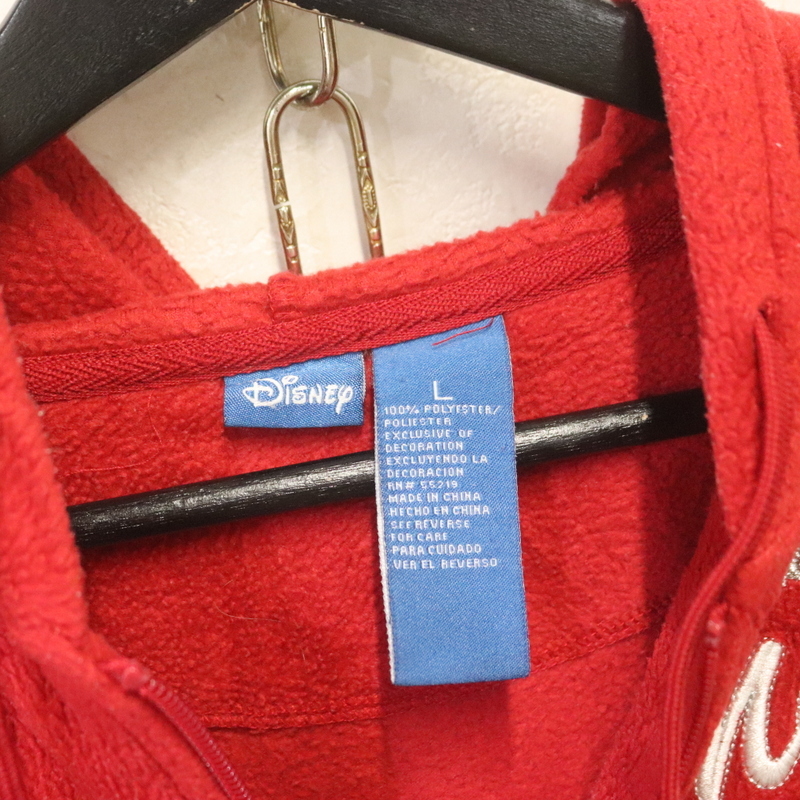 Disney
L
100% POLYESTER/
POLIESTER
EXCLUSIVE OF
DECORATION
EXCLUYENDO LA
DECORACION
RN# 55219
MADE IN CHINA
HECHO EN CHINA
SEE REVERSE
FOR CARE
PARA CUIDADO
VER EL REVERSO